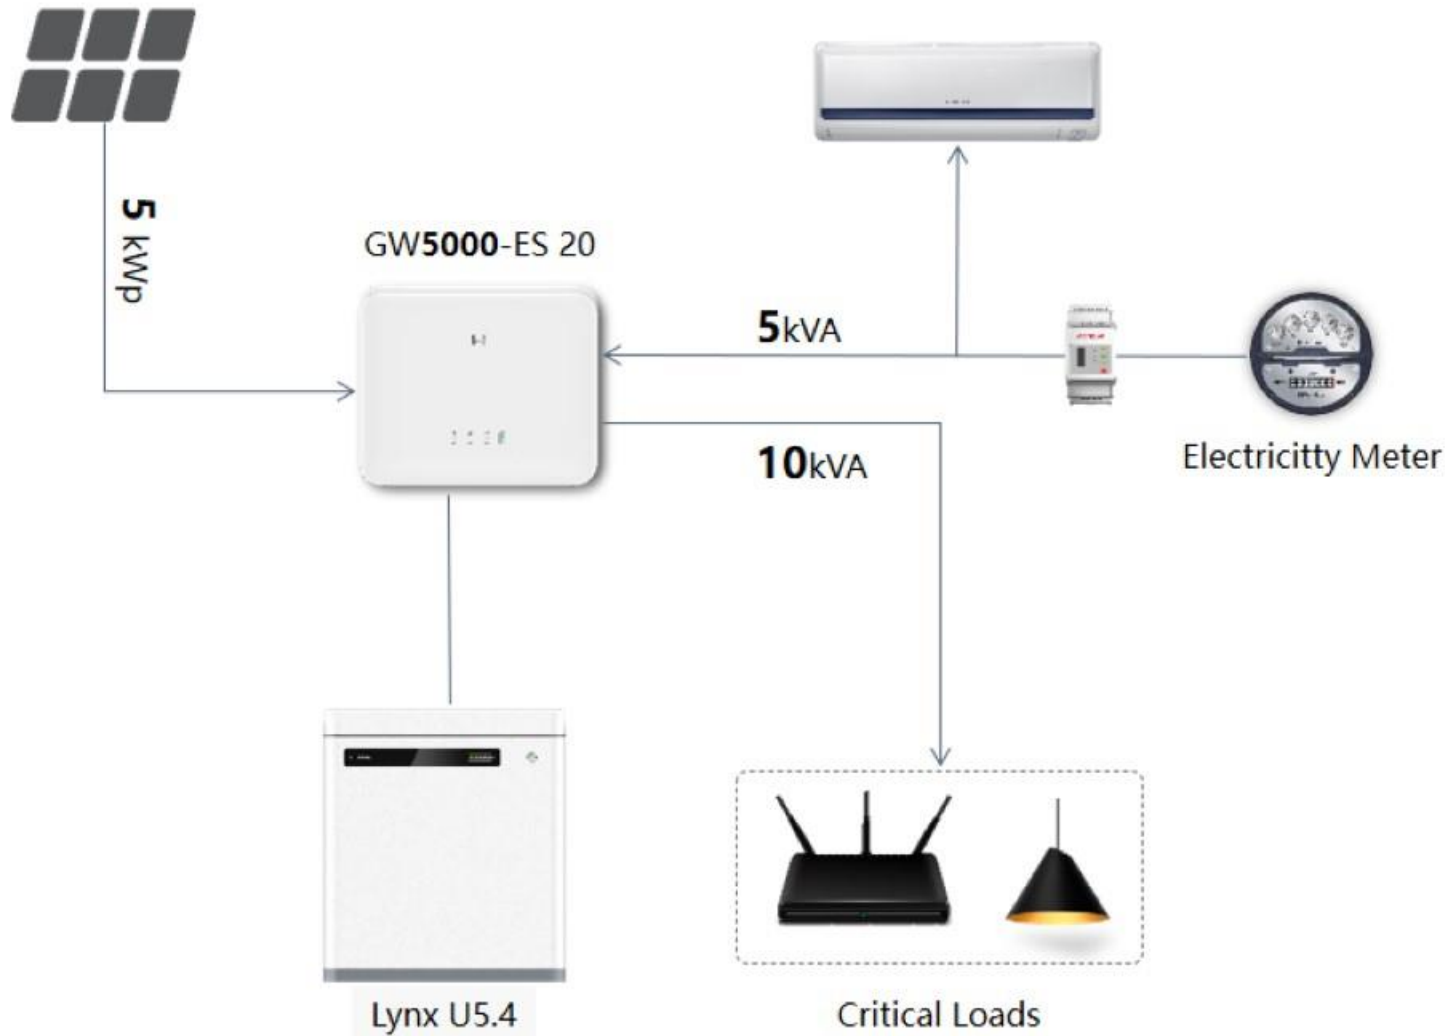 5 kWp
GW5000-ES 20
5kVA
10kVA
Electricitty Meter
Lynx U5.4
Critical Loads